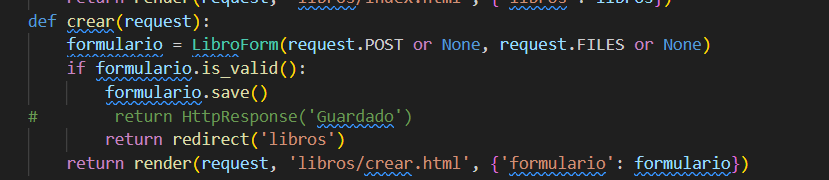 return render(request, 'libros/index.html', {'libros': libros})
def crear(request):
    formulario = LibroForm(request.POST or None, request.FILES or None)
    if formulario.is_valid():
        formulario.save()
#        return HttpResponse('Guardado')
        return redirect('libros')
    return render(request, 'libros/crear.html', {'formulario': formulario})